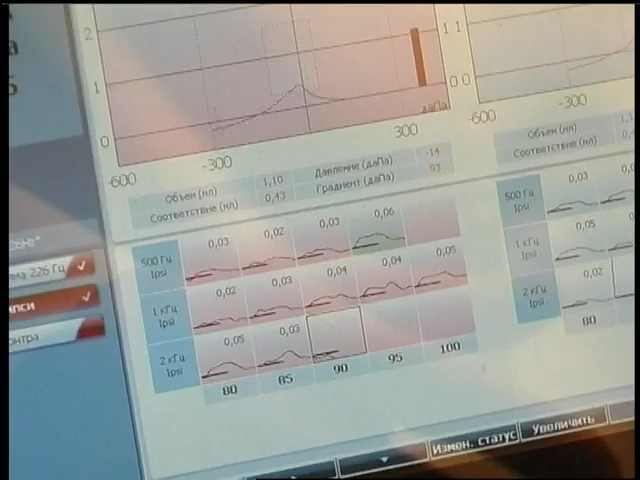 2
1
0
-600
-300
300
даПа
1
0
1
0
-600
-300
Объем (мл) 1,10 Давление (даПа) -14
Соответствие (мл) 0,43 Градиент (даПа) 93
Объем (мл)
Соответствие (мл)
226 Гц
500 Гц Ipsi 0,03 0,02 0,03 0,06
1 кГц Ipsi 0,02 0,03 0,04 0,04 0,05
2 кГц Ipsi 0,05 0,03
80 85 90 95 100
500 Гц Ipsi 0,03
1 кГц Ipsi 0,05
2 кГц Ipsi 0,02
80
Измен. статус
Увеличить